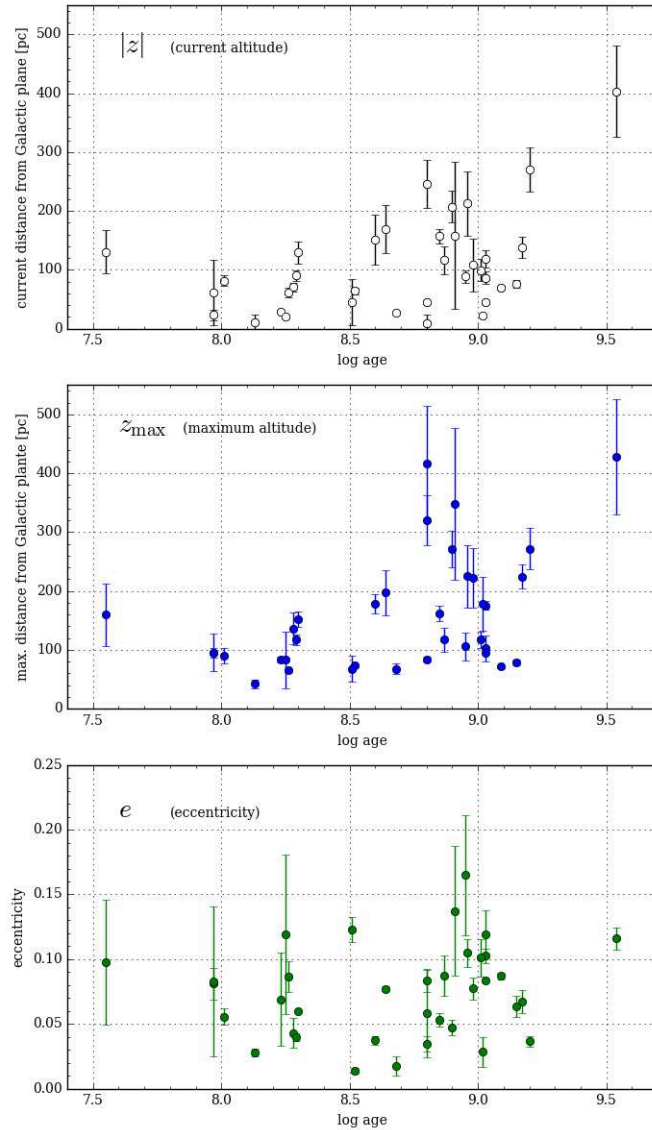 500
400
300
200
100
0
current distance from Galactic plane [pc]
|z| (current altitude)
7.5 8.0 8.5 9.0 9.5
log age
500
400
300
200
100
0
max. distance from Galactic plante [pc]
z_max (maximum altitude)
7.5 8.0 8.5 9.0 9.5
log age
0.25
0.20
0.15
0.10
0.05
0.00
eccentricity
e (eccentricity)
7.5 8.0 8.5 9.0 9.5
log age